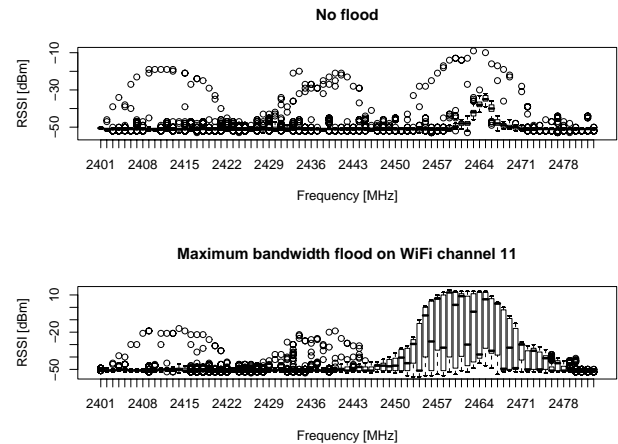 No flood
RSSI [dBm]
−10
−30
−50
2401 2408 2415 2422 2429 2436 2443 2450 2457 2464 2471 2478
Frequency [MHz]
Maximum bandwidth flood on WiFi channel 11
RSSI [dBm]
10
−20
−50
2401 2408 2415 2422 2429 2436 2443 2450 2457 2464 2471 2478
Frequency [MHz]